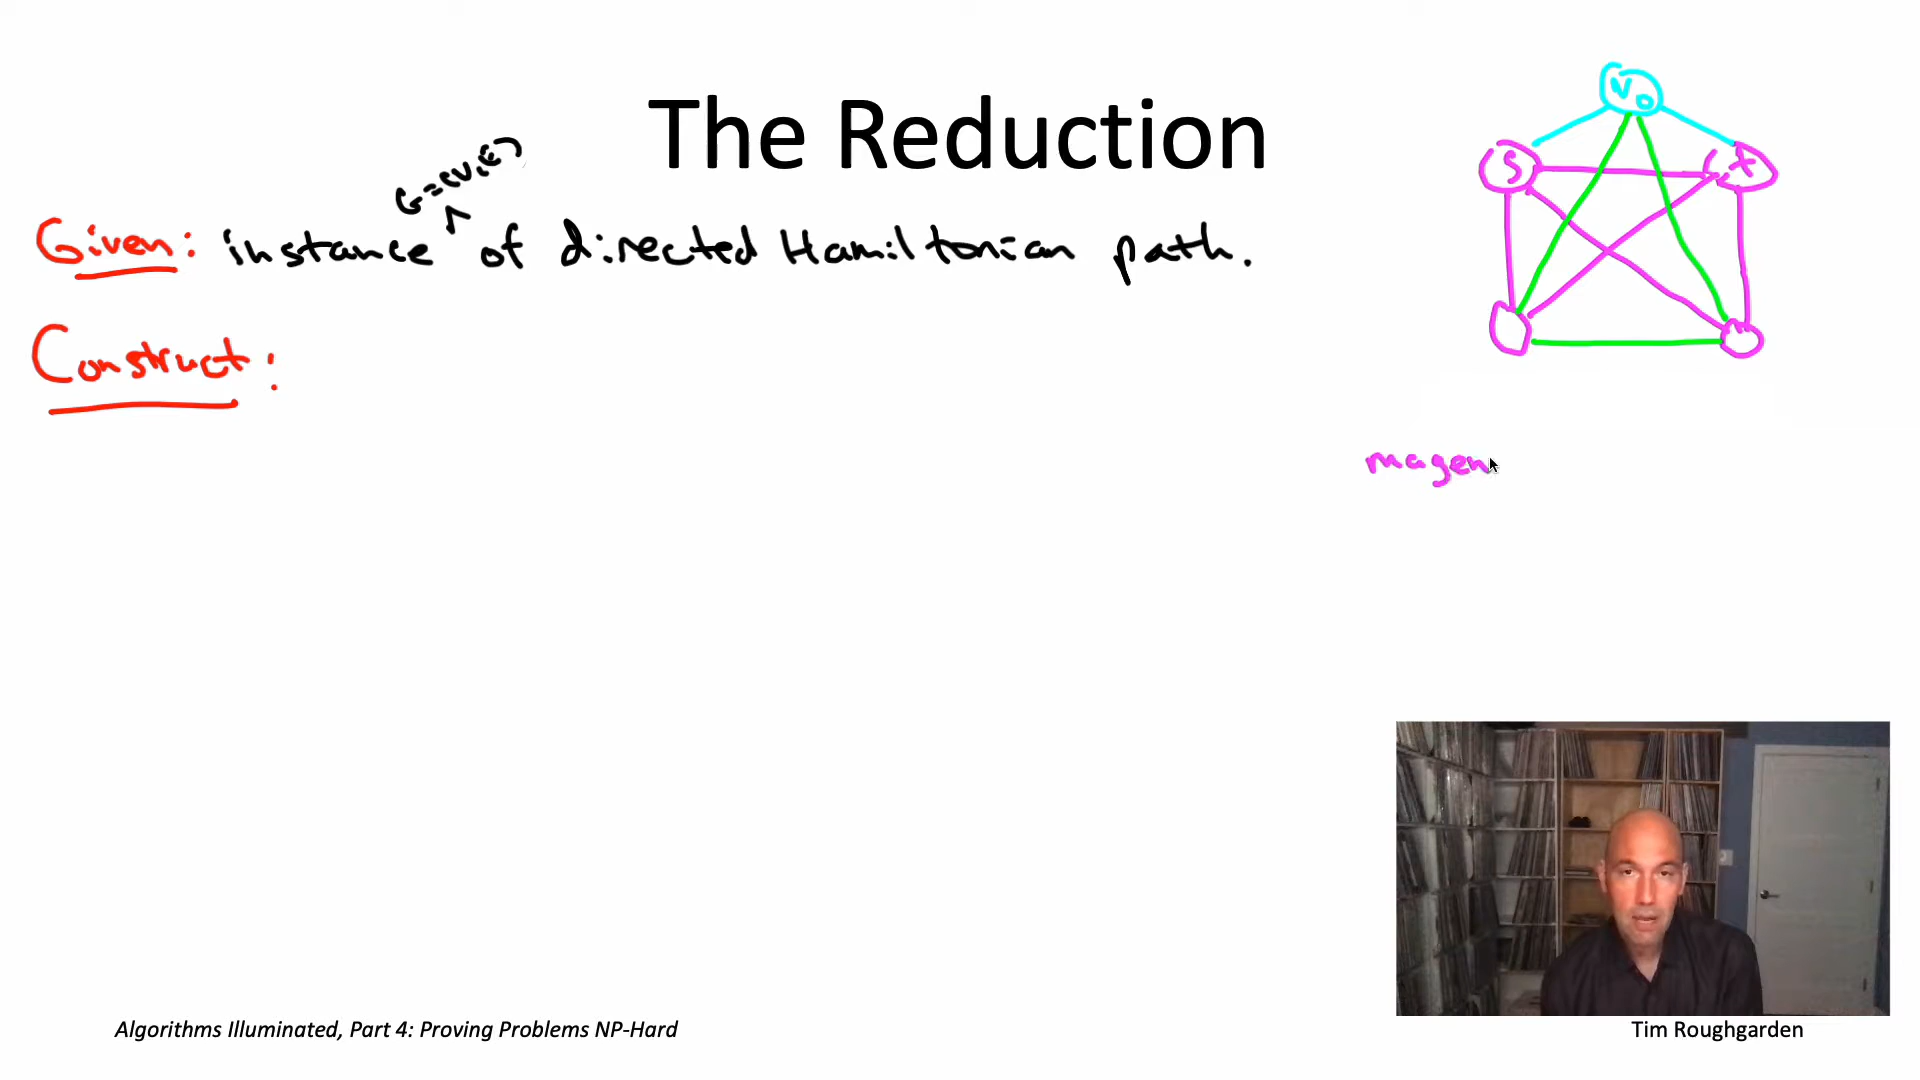 The Reduction
G=(V,E)
Given: instance ^ of directed Hamiltonian path.
Construct:
v0
s
t
magen
Algorithms Illuminated, Part 4: Proving Problems NP-Hard
Tim Roughgarden